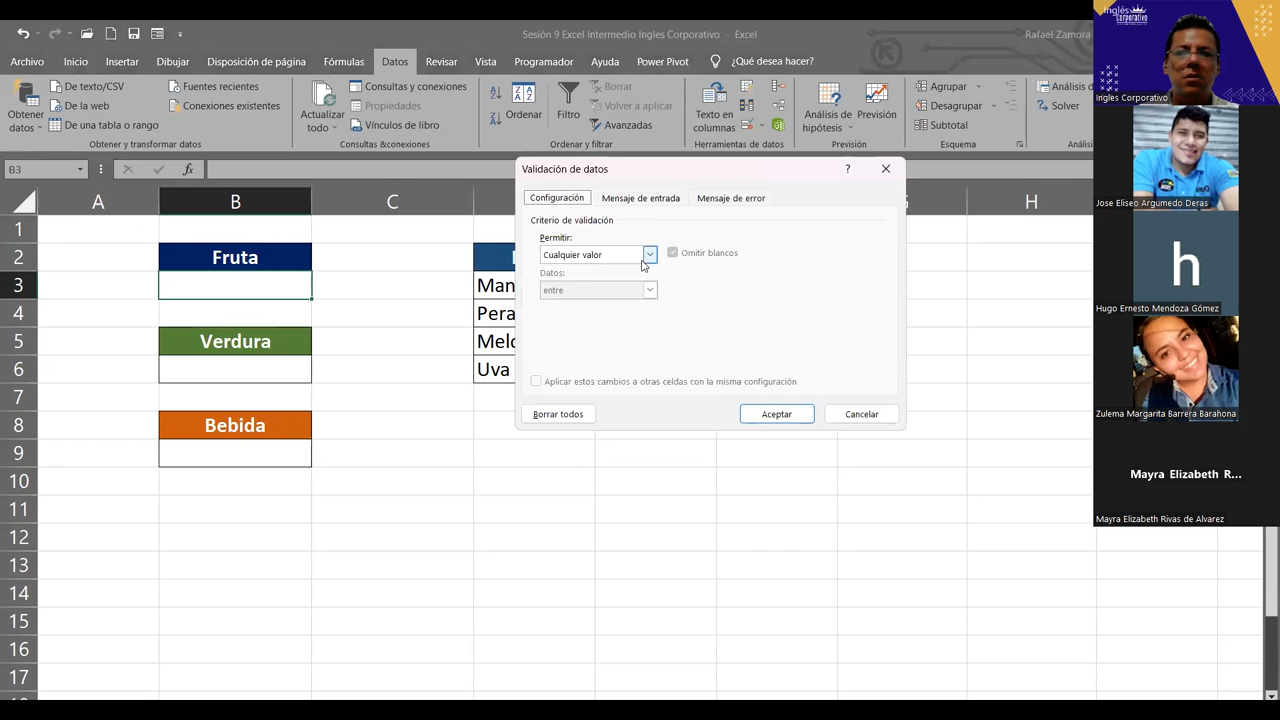 Sesión 9 Excel Intermedio Ingles Corporativo - Excel
Rafael Zamora
Archivo Inicio Insertar Dibujar Disposición de página Fórmulas Datos Revisar Vista Programador Ayuda Power Pivot ¿Qué desea hacer?
Obtener datos
De texto/CSV
De la web
De una tabla o rango
Fuentes recientes
Conexiones existentes
Obtener y transformar datos
Actualizar todo
Consultas y conexiones
Propiedades
Vínculos de libro
Consultas &conexiones
Ordenar
Filtro
Borrar
Volver a aplicar
Avanzadas
Ordenar y filtrar
Texto en columnas
Herramientas de datos
Análisis de hipótesis
Previsión
Previsión
Agrupar
Desagrupar
Subtotal
Esquema
Análisis d
Solver
Anális
B3
fx
A B C H
1
2 Fruta
3 Man
4 Pera
5 Verdura Melo
6 Uva
7
8 Bebida
9
10
11
12
13
14
15
16
17
Validación de datos
?
Configuración Mensaje de entrada Mensaje de error
Criterio de validación
Permitir:
Cualquier valor
Omitir blancos
Datos:
entre
Aplicar estos cambios a otras celdas con la misma configuración
Borrar todos Aceptar Cancelar
Inglés
Corporativo
Ingles Corporativo
Jose Eliseo Argumedo Deras
h
Hugo Ernesto Mendoza Gómez
Zulema Margarita Barrera Barahona
Mayra Elizabeth R...
Mayra Elizabeth Rivas de Alvarez